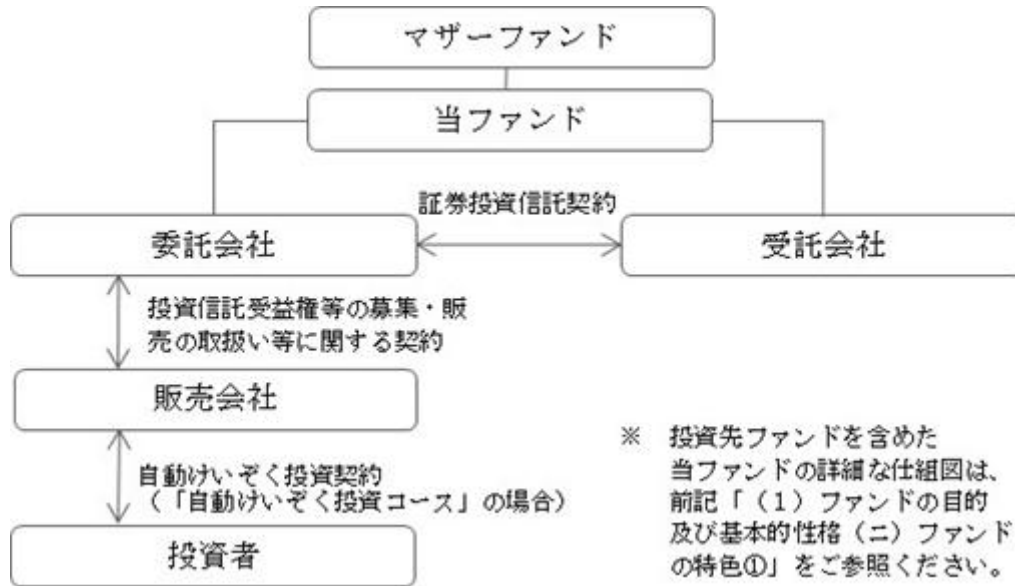 マザーファンド
当ファンド
証券投資信託契約
委託会社
受託会社
投資信託受益権等の募集・販
売の取扱い等に関する契約
販売会社
自動けいぞく投資契約
(「自動けいぞく投資コース」の場合)
投資者
※ 投資先ファンドを含めた
当ファンドの詳細な仕組図は、
前記「(1)ファンドの目的
及び基本的性格(ニ)ファンド
の特色①」をご参照ください。